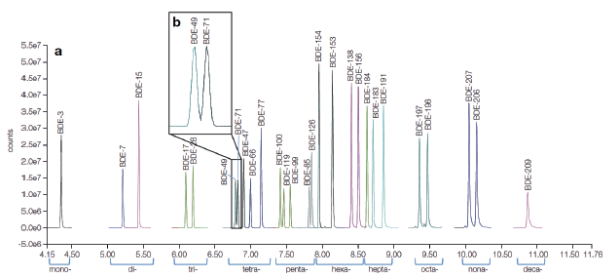 b
BDE-49
BDE-71
a
5.5e7
5.0e7
4.5e7
4.0e7
3.5e7
3.0e7
2.5e7
2.0e7
1.5e7
1.0e7
5.0e6
0.0e0
-5.0e6
counts
BDE-3
BDE-7
BDE-15
BDE-17
BDE-28
BDE-49
BDE-71
BDE-47
BDE-66
BDE-77
BDE-100
BDE-119
BDE-99
BDE-85
BDE-126
BDE-154
BDE-153
BDE-138
BDE-156
BDE-184
BDE-183
BDE-191
BDE-197
BDE-196
BDE-207
BDE-206
BDE-209
4.15 4.50 5.00 5.50 6.00 6.50 7.00 7.50 8.00 8.50 9.00 9.50 10.00 10.50 11.00 11.50 11.76
mono- di- tri- tetra- penta- hexa- hepta- octa- nona- deca-